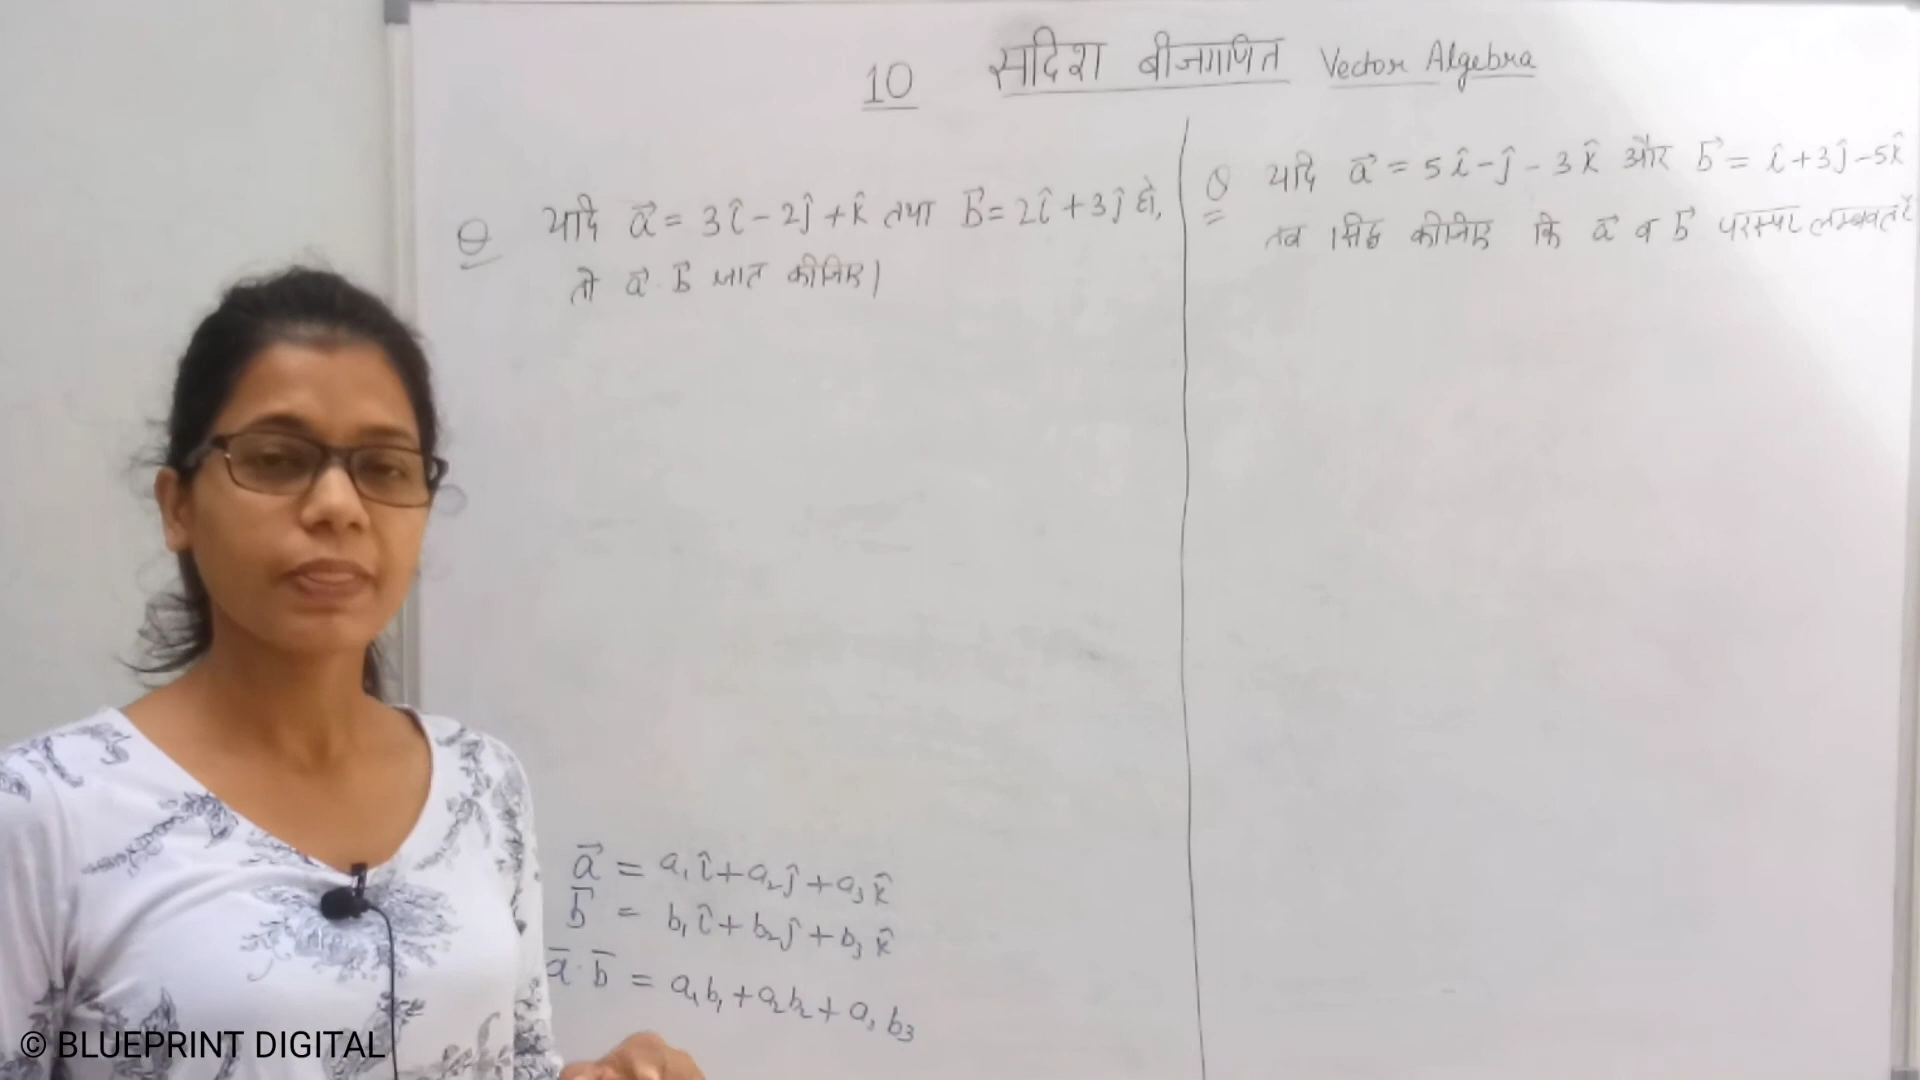 10 सदिश बीजगणित Vector Algebra
Q यदि a⃗ = 3î - 2ĵ + k̂ तथा b⃗ = 2î + 3ĵ हो,
तो a⃗ . b⃗ ज्ञात कीजिए।
Q यदि a⃗ = 5î - ĵ - 3k̂ और b⃗ = î + 3ĵ - 5k̂
तब सिद्ध कीजिए कि a⃗ व b⃗ परस्पर लम्बवत है
a⃗ = a₁î + a₂ĵ + a₃k̂
b⃗ = b₁î + b₂ĵ + b₃k̂
a̅ . b̅ = a₁b₁ + a₂b₂ + a₃b₃
© BLUEPRINT DIGITAL